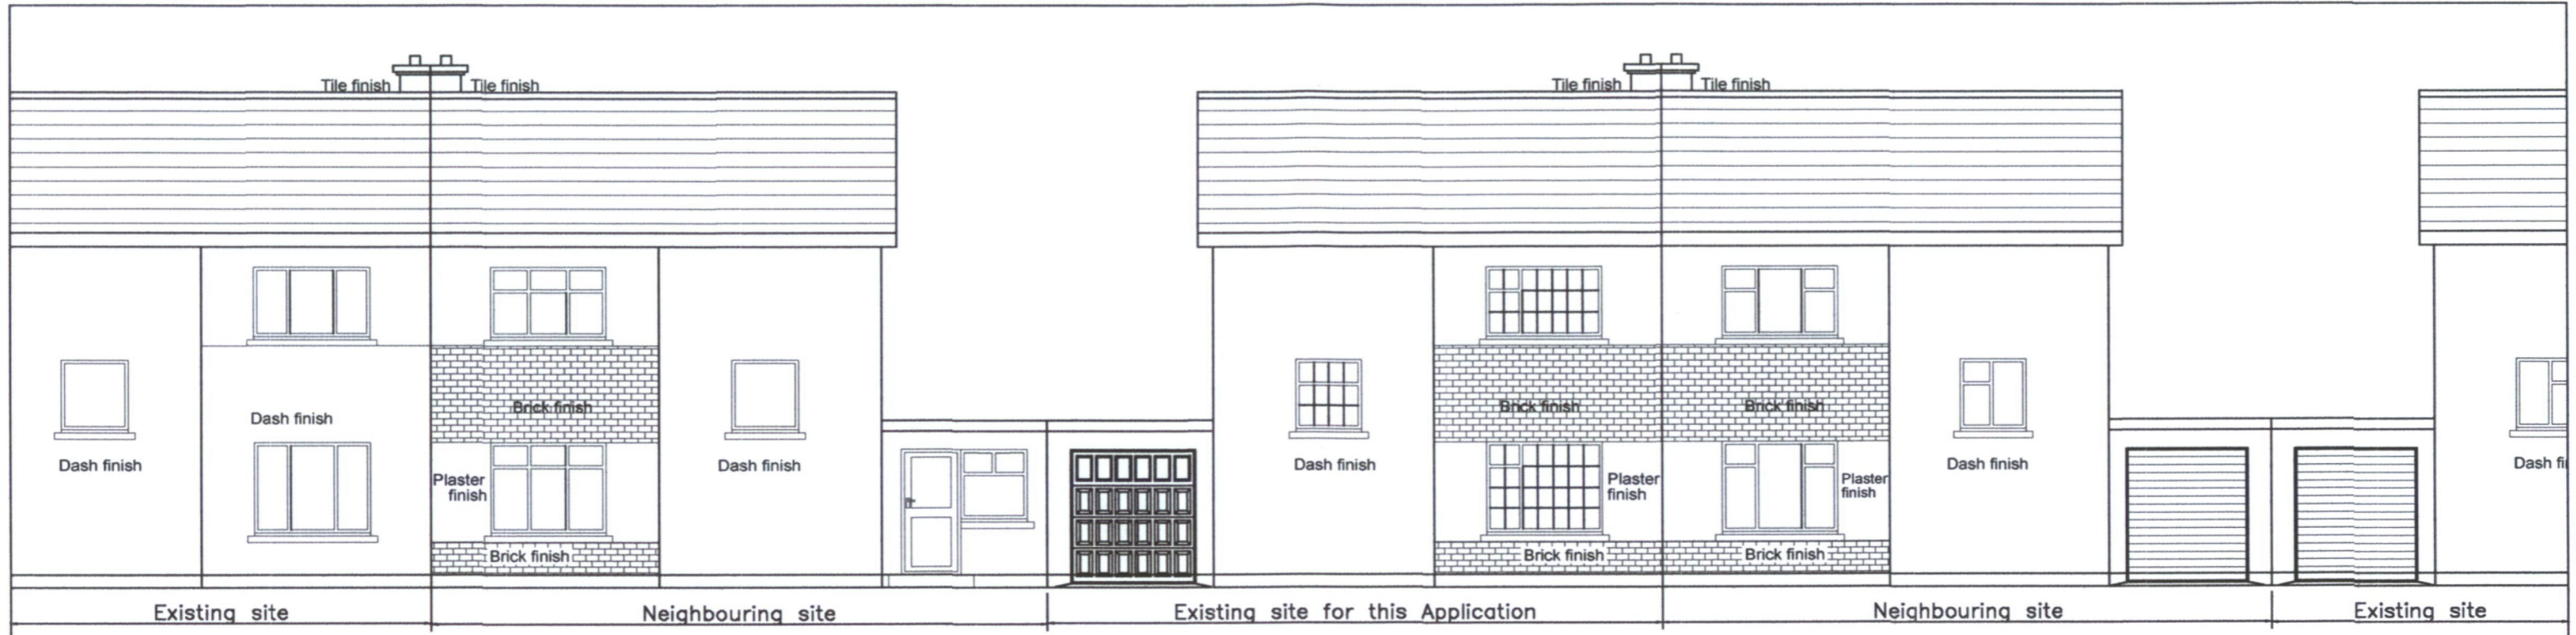 Tile finish
Tile finish
Tile finish
Tile finish
Dash finish
Brick finish
Brick finish
Brick finish
Dash finish
Dash finish
Dash finish
Dash finish
Dash fi
Plaster
finish
Plaster
finish
Plaster
finish
Brick finish
Brick finish
Brick finish
Existing site
Neighbouring site
Existing site for this Application
Neighbouring site
Existing site